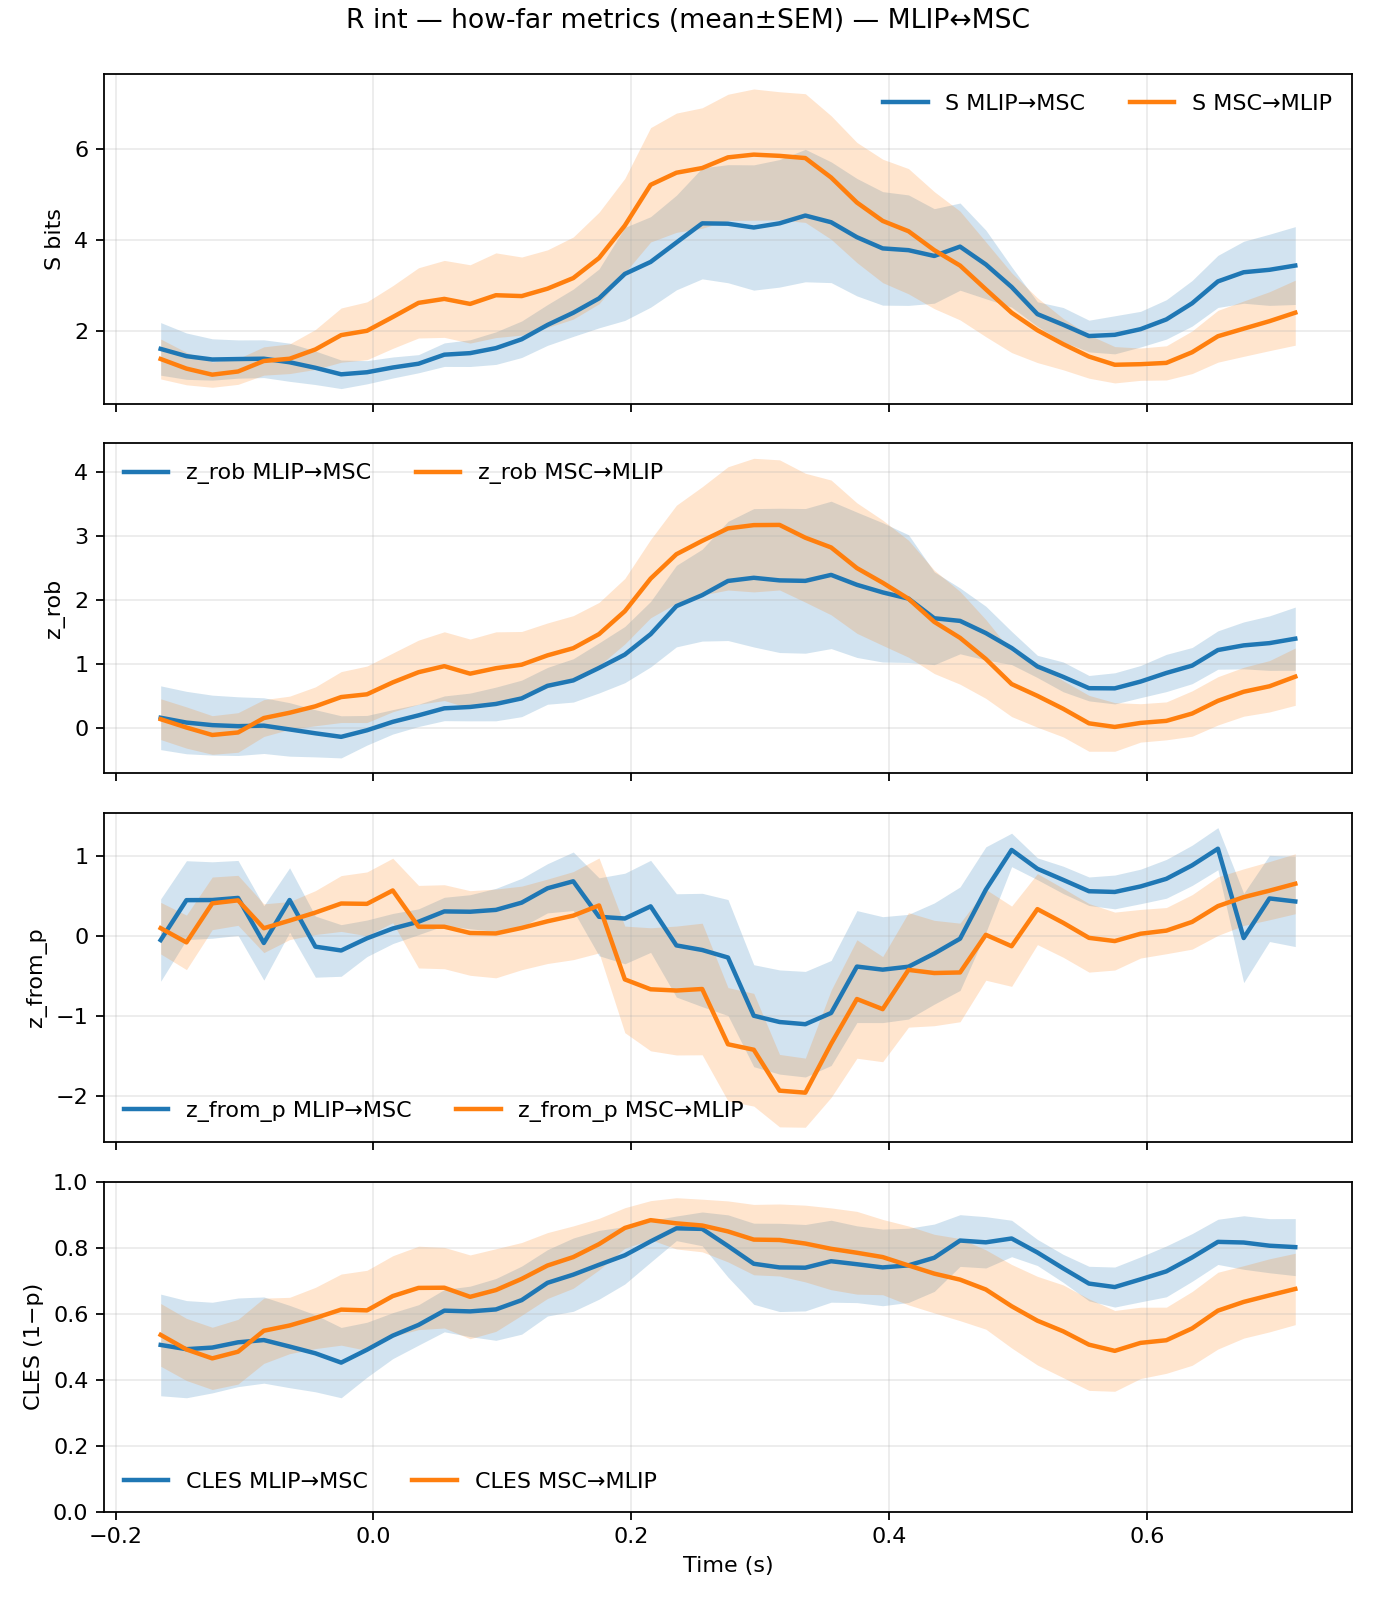 R int — how-far metrics (mean±SEM) — MLIP↔MSC
S MLIP→MSC S MSC→MLIP
6
4
2
S bits
z_rob MLIP→MSC z_rob MSC→MLIP
4
3
2
1
0
z_rob
1
0
−1
−2
z_from_p
z_from_p MLIP→MSC z_from_p MSC→MLIP
1.0
0.8
0.6
0.4
0.2
0.0
CLES (1−p)
CLES MLIP→MSC CLES MSC→MLIP
−0.2 0.0 0.2 0.4 0.6
Time (s)